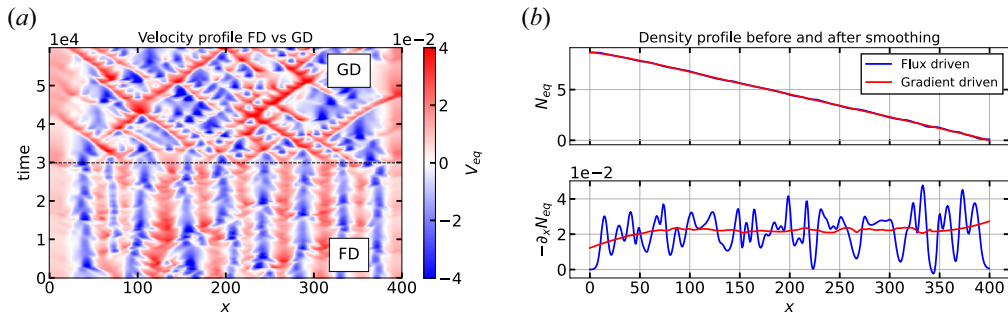 (a)
Velocity profile FD vs GD
1e4
1e−2
GD
FD
time
0
1
2
3
4
5
0
100
200
300
400
x
4
2
0
−2
−4
V_eq
(b)
Density profile before and after smoothing
Flux driven
Gradient driven
N_eq
5
0
1e−2
−∂_x N_eq
4
2
0
0
50
100
150
200
250
300
350
400
x